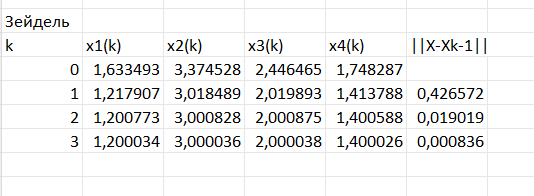 Зейдель
k x1(k) x2(k) x3(k) x4(k) ||X-Xk-1||
0 1,633493 3,374528 2,446465 1,748287
1 1,217907 3,018489 2,019893 1,413788 0,426572
2 1,200773 3,000828 2,000875 1,400588 0,019019
3 1,200034 3,000036 2,000038 1,400026 0,000836